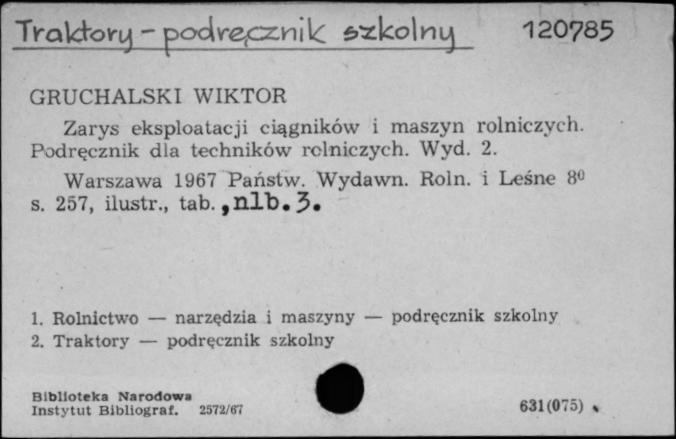 Traktory - podręcznik szkolny 120785
GRUCHALSKI WIKTOR
Zarys eksploatacji ciągników i maszyn rolniczych.
Podręcznik dla techników rolniczych. Wyd. 2.
Warszawa 1967 Państw. Wydawn. Roln. i Leśne 8º
s. 257, ilustr., tab. , nlb. 3.
1. Rolnictwo — narzędzia i maszyny — podręcznik szkolny
2. Traktory — podręcznik szkolny
Biblioteka Narodowa
Instytut Bibliograf. 2572/67 631(075)